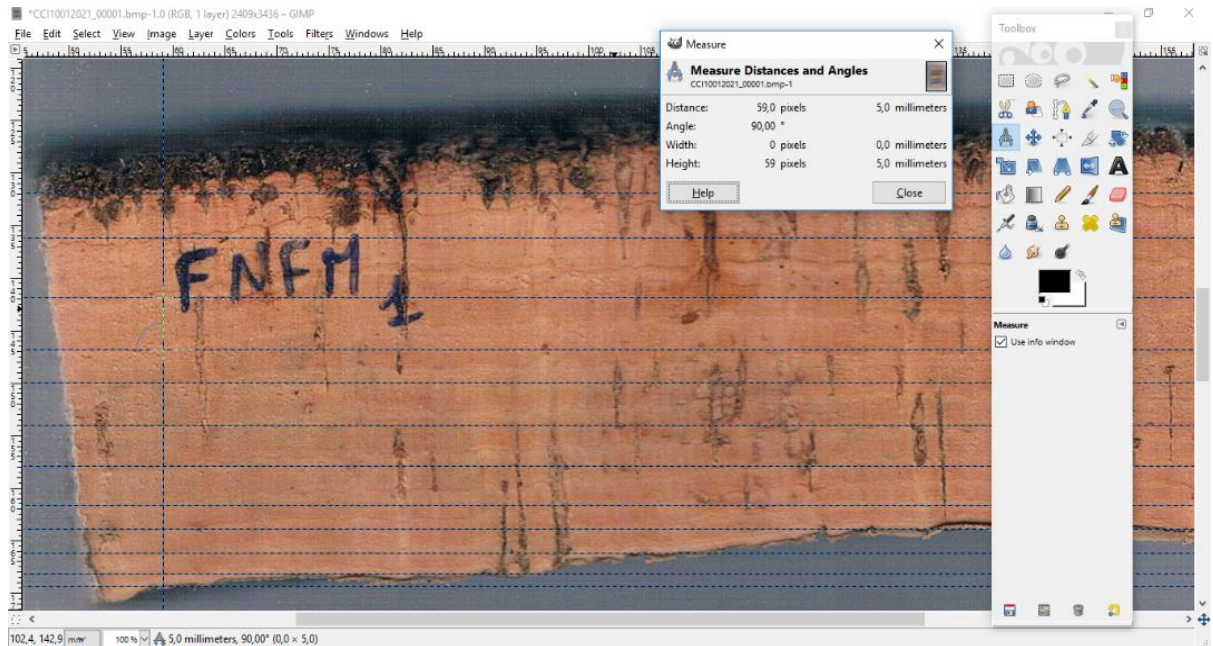 *CCI10012021_00001.bmp-1.0 (RGB, 1 layer) 2409x3436 – GIMP
File Edit Select View Image Layer Colors Tools Filters Windows Help
Measure
Measure Distances and Angles
CCI10012021_00001.bmp-1
Distance: 59,0 pixels 5,0 millimeters
Angle: 90,00 °
Width: 0 pixels 0,0 millimeters
Height: 59 pixels 5,0 millimeters
Help Close
Toolbox
Measure
Use info window
FNFM
1
102,4, 142,9 mm 100 % 5,0 millimeters, 90,00° (0,0 × 5,0)